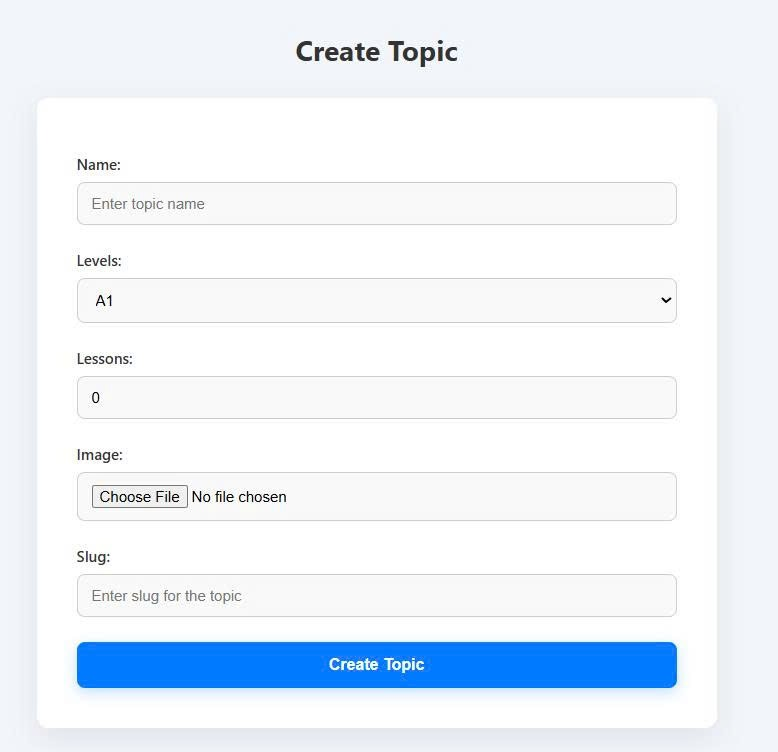 Create Topic
Name:
Enter topic name
Levels:
A1
Lessons:
0
Image:
Choose File No file chosen
Slug:
Enter slug for the topic
Create Topic